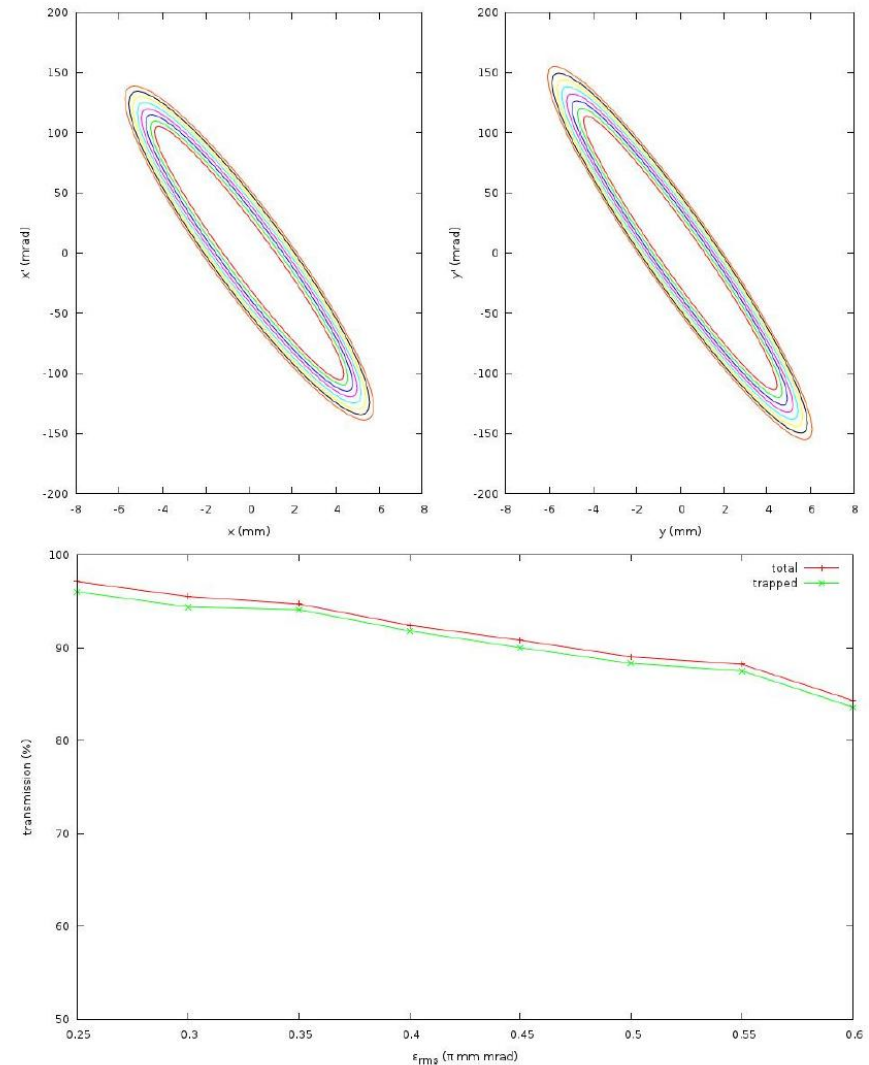 200
150
100
50
0
-50
-100
-150
-200
x' (mrad)
-8 -6 -4 -2 0 2 4 6 8
x (mm)
200
150
100
50
0
-50
-100
-150
-200
y' (mrad)
-8 -6 -4 -2 0 2 4 6 8
y (mm)
100
90
80
70
60
50
transmission (%)
total
trapped
0.25 0.3 0.35 0.4 0.45 0.5 0.55 0.6
εrms (π mm mrad)